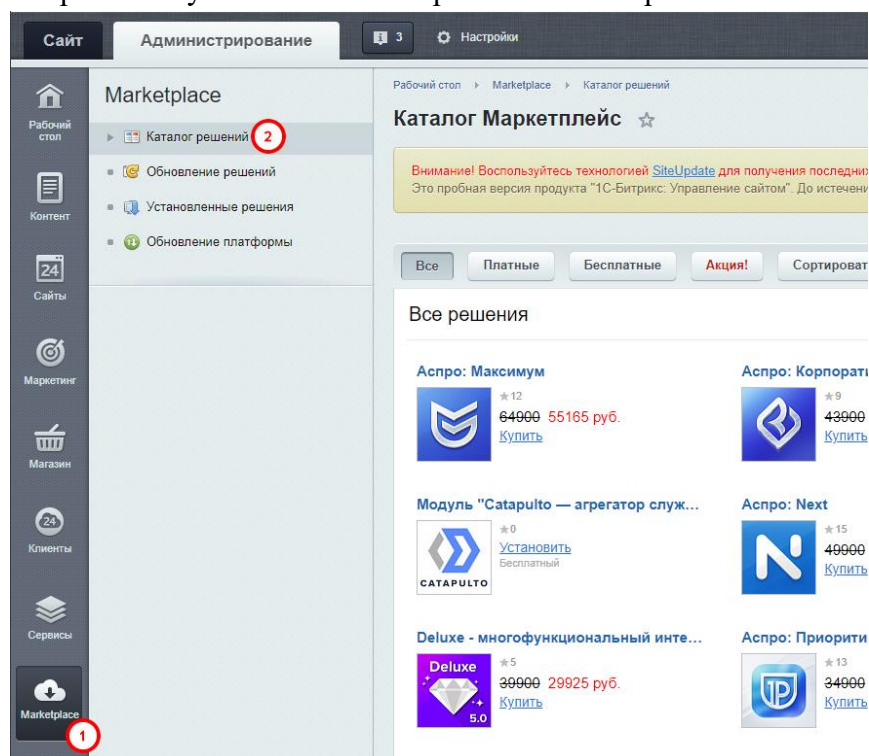 Сайт
Администрирование
3
Настройки
Рабочий стол
Контент
24
Сайты
Маркетинг
Магазин
24
Клиенты
Сервисы
Marketplace
1
Marketplace
Каталог решений
2
Обновление решений
Установленные решения
Обновление платформы
Рабочий стол
Marketplace
Каталог решений
Каталог Маркетплейс
Внимание! Воспользуйтесь технологией SiteUpdate для получения последних
Это пробная версия продукта "1С-Битрикс: Управление сайтом". До истечени
Все
Платные
Бесплатные
Акция!
Сортироват
Все решения
Аспро: Максимум
12
64900 55165 руб.
Купить
Аспро: Корпорати
9
43900
Купить
Модуль "Catapulto — агрегатор служ...
0
Установить
Бесплатный
CATAPULTO
Аспро: Next
15
49900
Купить
N
Deluxe - многофункциональный инте...
5
39900 29925 руб.
Купить
Deluxe
5.0
Аспро: Приорити
13
34900
Купить